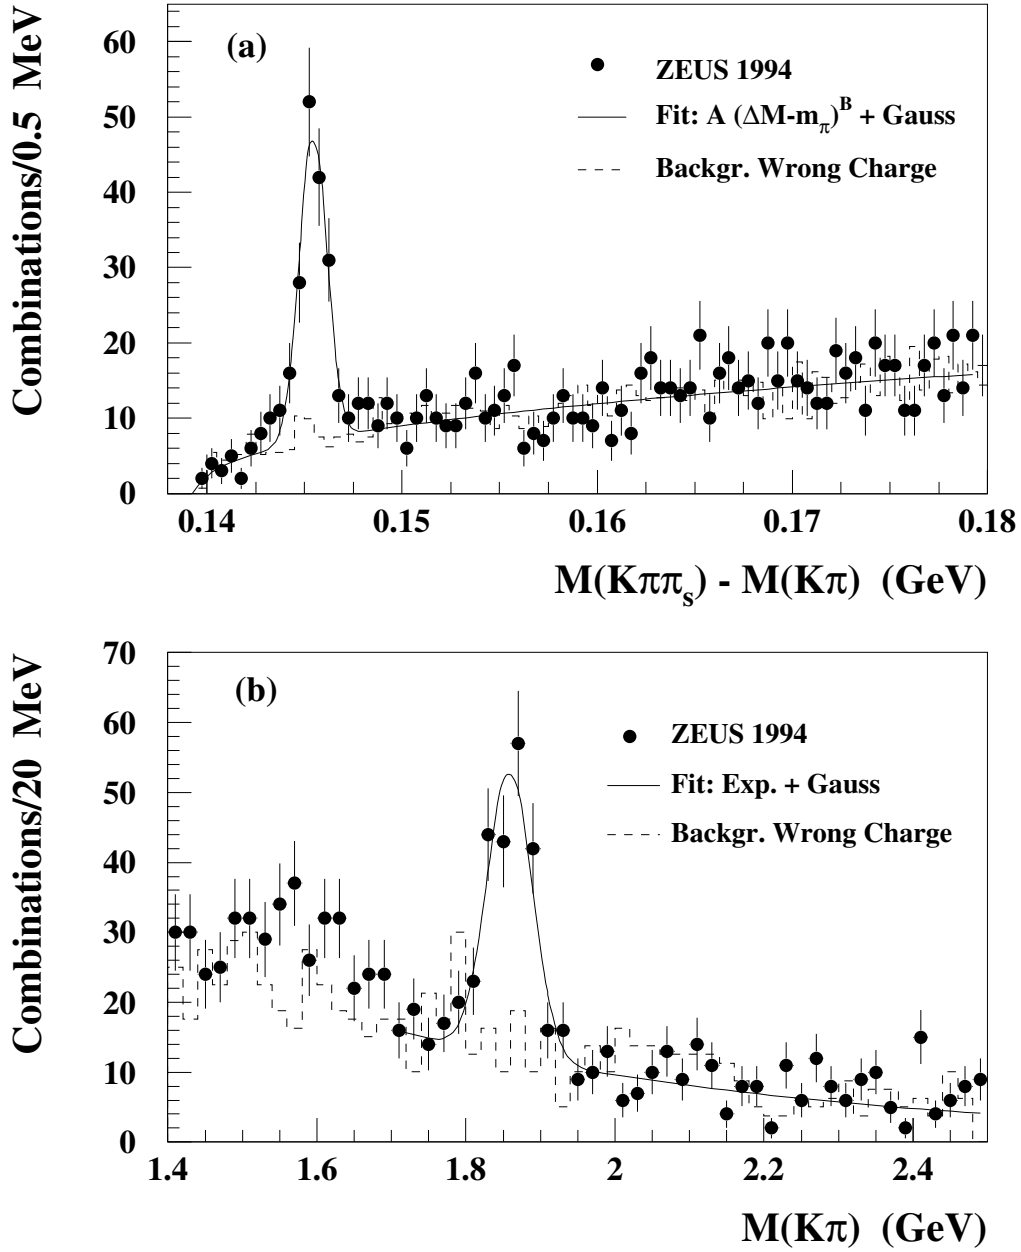 Combinations/0.5 MeV
(a)
60
50
40
30
20
10
0
ZEUS 1994
Fit: A (ΔM-m_π)^B + Gauss
Backgr. Wrong Charge
0.14 0.15 0.16 0.17 0.18
M(Kππ_s) - M(Kπ) (GeV)
Combinations/20 MeV
(b)
70
60
50
40
30
20
10
0
ZEUS 1994
Fit: Exp. + Gauss
Backgr. Wrong Charge
1.4 1.6 1.8 2 2.2 2.4
M(Kπ) (GeV)